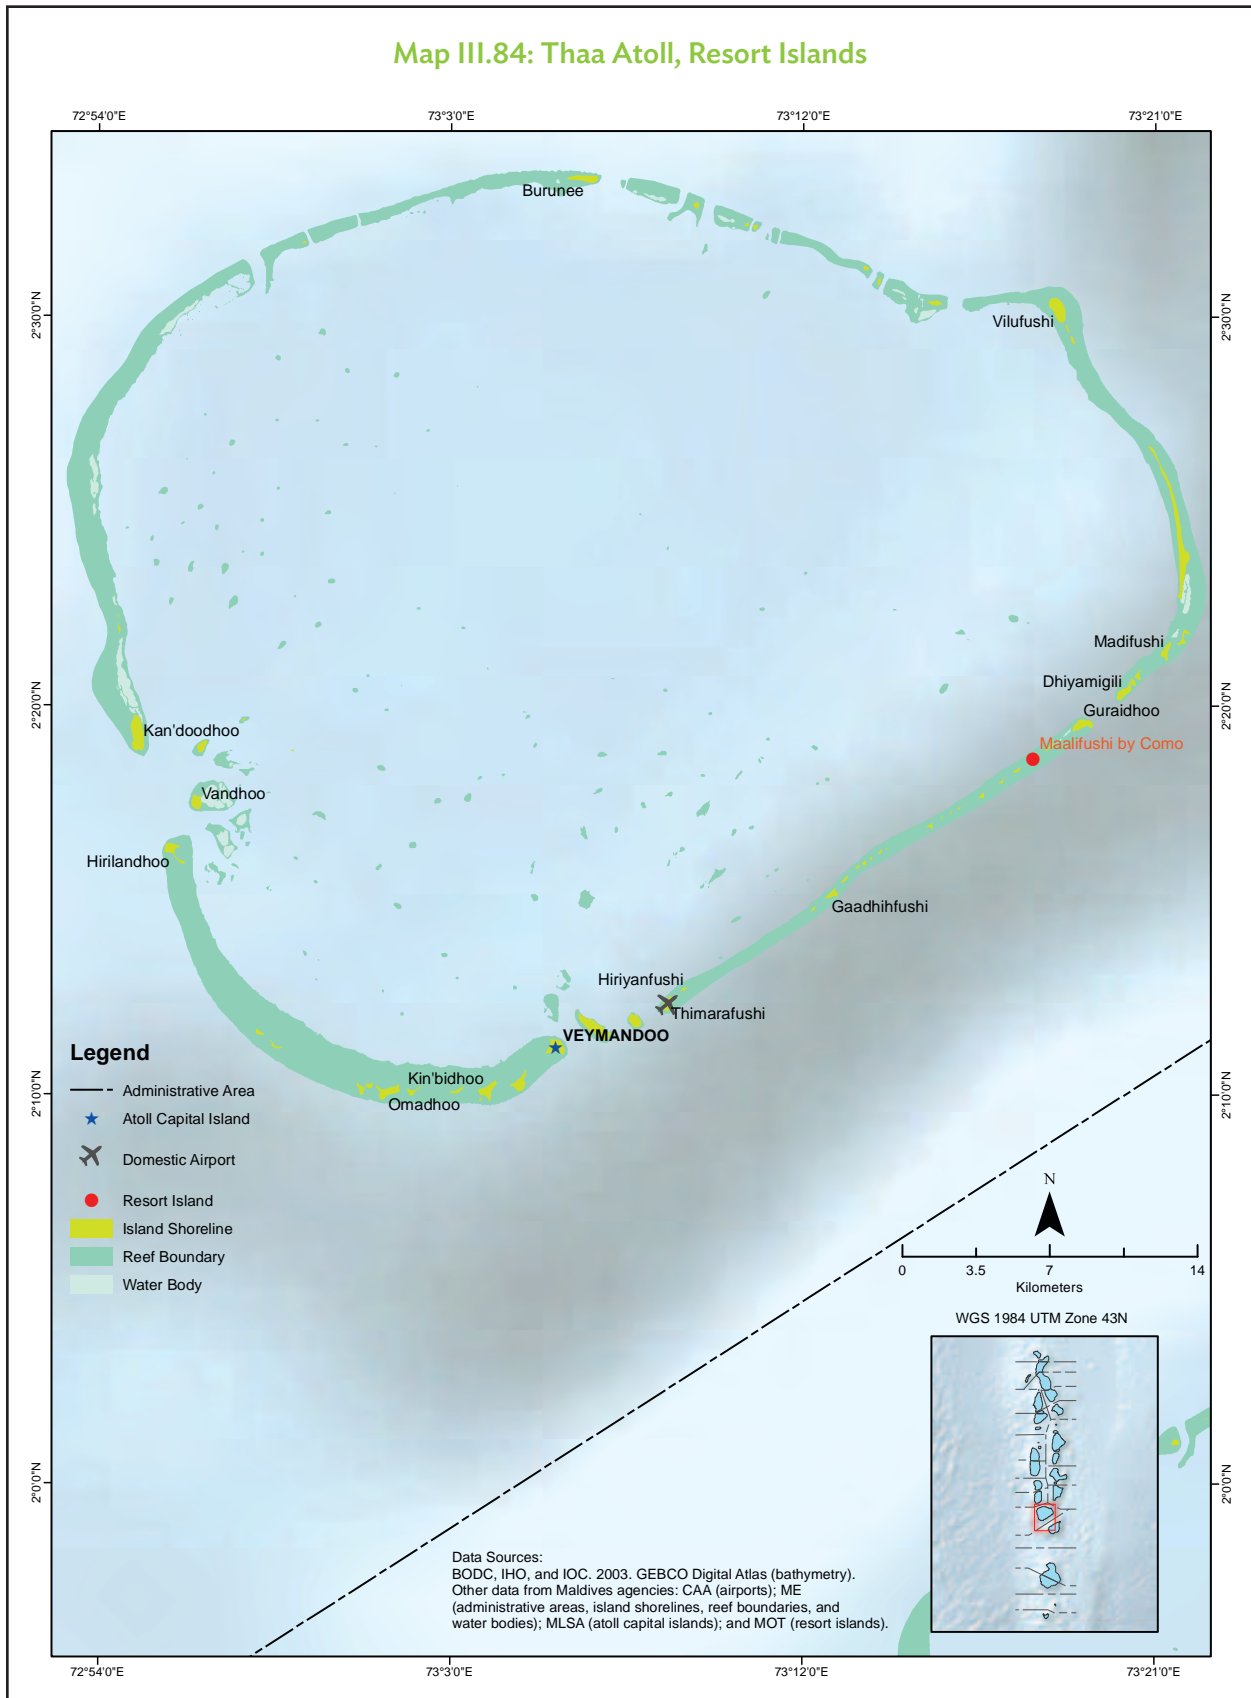 Map III.84: Thaa Atoll, Resort Islands
72°54'0"E
73°3'0"E
73°12'0"E
73°21'0"E
Burunee
2°30'0"N
Vilufushi
2°30'0"N
Madifushi
Dhiyamigili
2°20'0"N
Guraidhoo
2°20'0"N
Kan'doodhoo
Maalifushi by Como
Vandhoo
Hirilandhoo
Gaadhihfushi
Hiriyanfushi
Thimarafushi
VEYMANDOO
Kin'bidhoo
Omadhoo
2°10'0"N
2°10'0"N
Legend
Administrative Area
Atoll Capital Island
Domestic Airport
Resort Island
Island Shoreline
Reef Boundary
Water Body
N
0 3.5 7 14
Kilometers
WGS 1984 UTM Zone 43N
2°0'0"N
2°0'0"N
Data Sources:
BODC, IHO, and IOC. 2003. GEBCO Digital Atlas (bathymetry).
Other data from Maldives agencies: CAA (airports); ME
(administrative areas, island shorelines, reef boundaries, and
water bodies); MLSA (atoll capital islands); and MOT (resort islands).
72°54'0"E
73°3'0"E
73°12'0"E
73°21'0"E